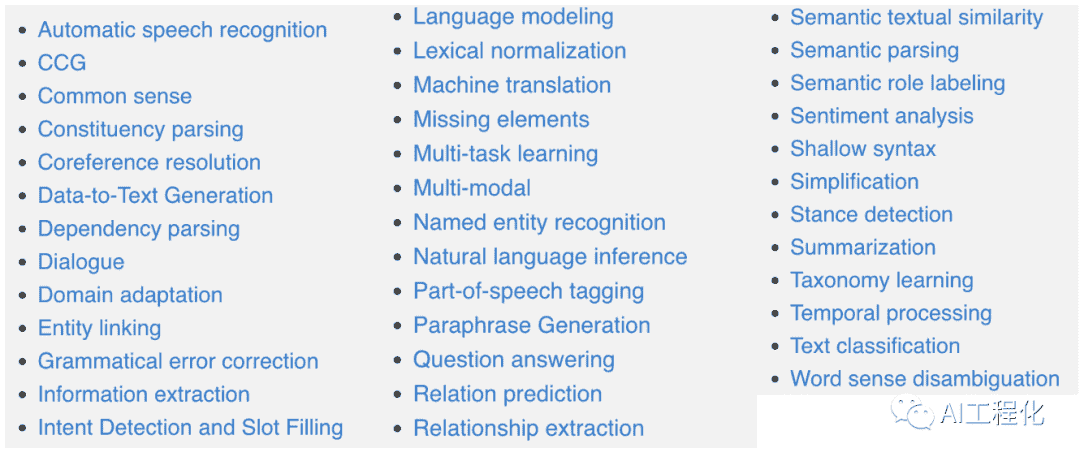 Automatic speech recognition
CCG
Common sense
Constituency parsing
Coreference resolution
Data-to-Text Generation
Dependency parsing
Dialogue
Domain adaptation
Entity linking
Grammatical error correction
Information extraction
Intent Detection and Slot Filling
Language modeling
Lexical normalization
Machine translation
Missing elements
Multi-task learning
Multi-modal
Named entity recognition
Natural language inference
Part-of-speech tagging
Paraphrase Generation
Question answering
Relation prediction
Relationship extraction
Semantic textual similarity
Semantic parsing
Semantic role labeling
Sentiment analysis
Shallow syntax
Simplification
Stance detection
Summarization
Taxonomy learning
Temporal processing
Text classification
Word sense disambiguation
AI工程化